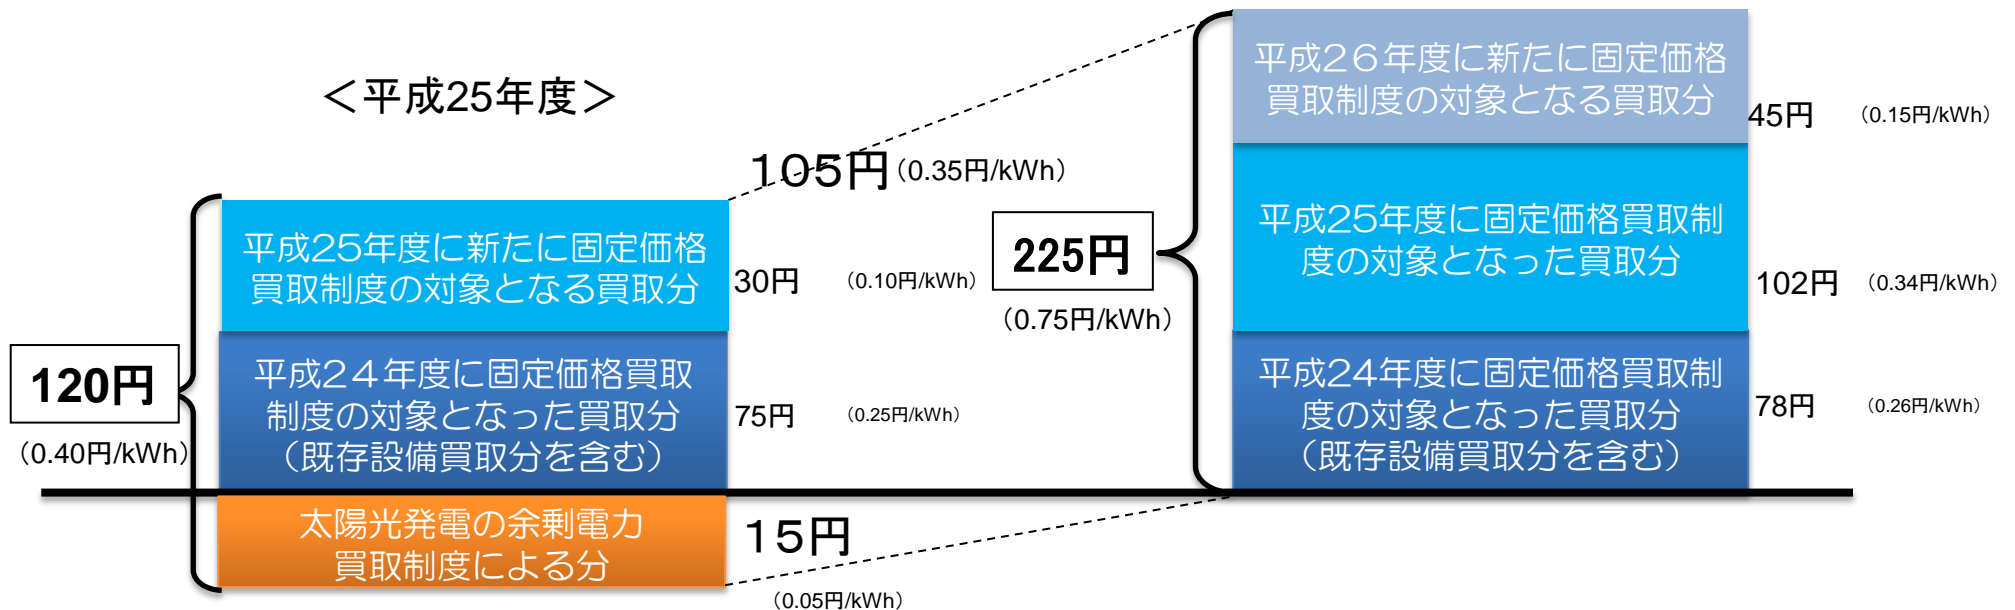 ＜平成25年度＞
105円（0.35円/kWh）
平成25年度に新たに固定価格
買取制度の対象となる買取分
30円 （0.10円/kWh）
120円
（0.40円/kWh）
平成２４年度に固定価格買取
制度の対象となった買取分
（既存設備買取分を含む）
75円 （0.25円/kWh）
太陽光発電の余剰電力
買取制度による分
１５円
（0.05円/kWh）
225円
（0.75円/kWh）
平成２６年度に新たに固定価格
買取制度の対象となる買取分
45円 （0.15円/kWh）
平成25年度に固定価格買取制
度の対象となった買取分
102円 （0.34円/kWh）
平成24年度に固定価格買取制
度の対象となった買取分
（既存設備買取分を含む）
78円 （0.26円/kWh）